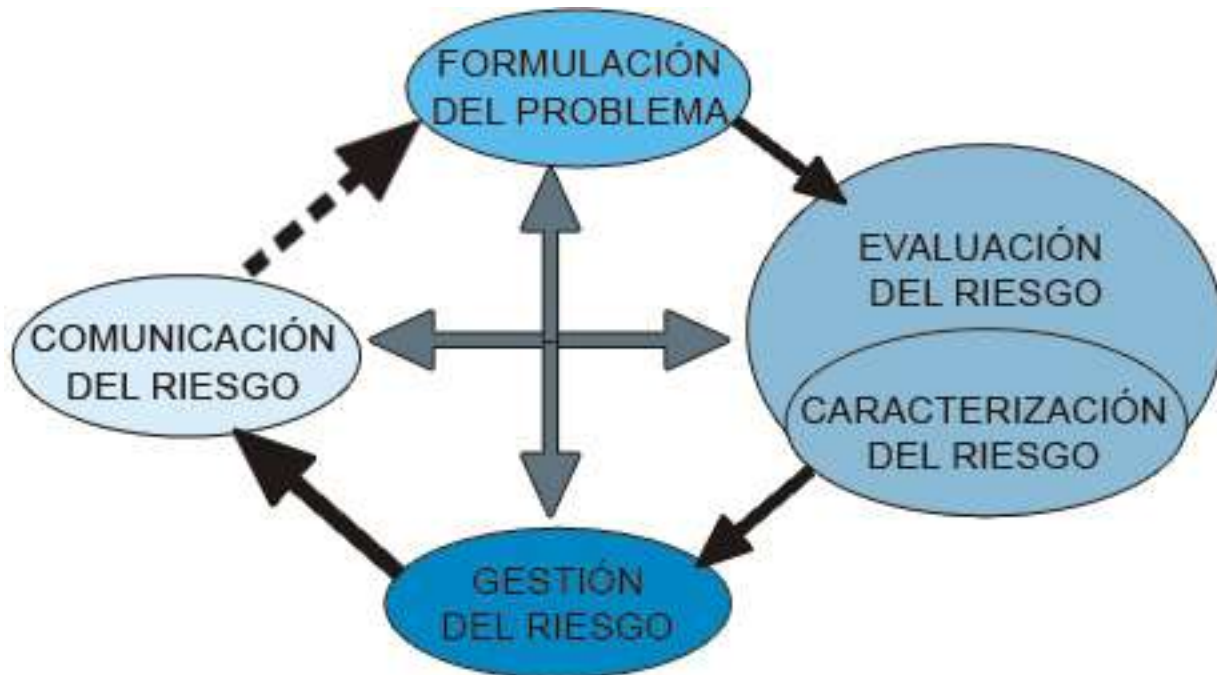 FORMULACIÓN
DEL PROBLEMA
EVALUACIÓN
DEL RIESGO
CARACTERIZACIÓN
DEL RIESGO
GESTIÓN
DEL RIESGO
COMUNICACIÓN
DEL RIESGO